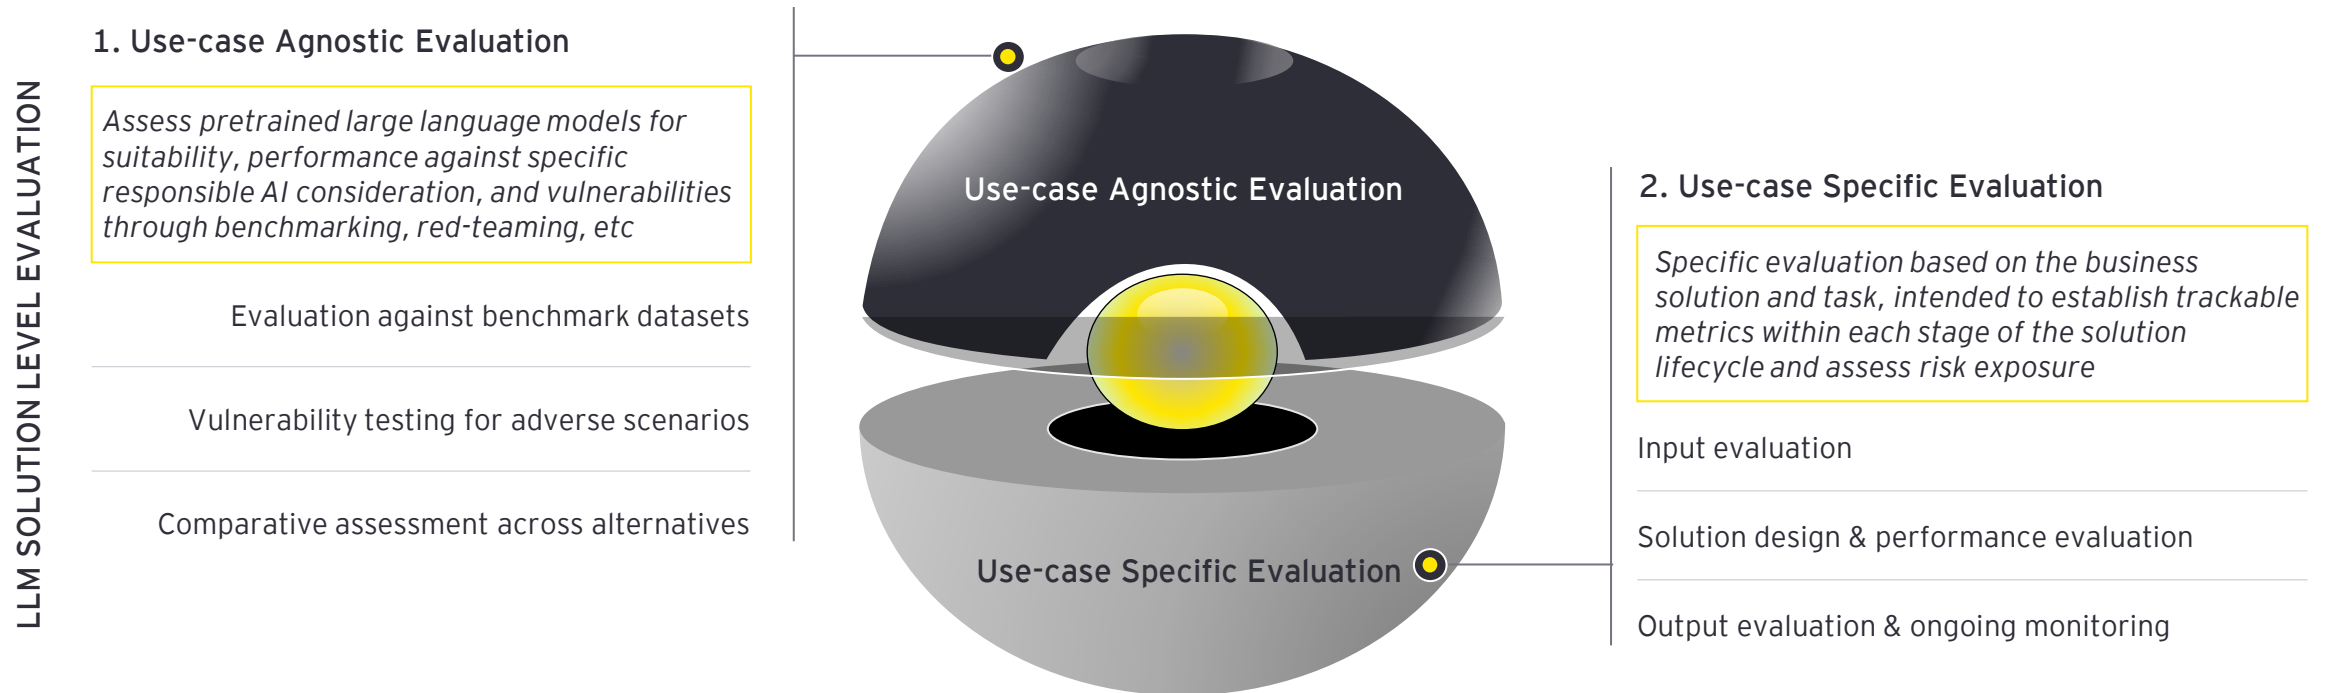 LLM SOLUTION LEVEL EVALUATION
1. Use-case Agnostic Evaluation
Assess pretrained large language models for
suitability, performance against specific
responsible AI consideration, and vulnerabilities
through benchmarking, red-teaming, etc
Evaluation against benchmark datasets
Vulnerability testing for adverse scenarios
Comparative assessment across alternatives
Use-case Agnostic Evaluation
Use-case Specific Evaluation
2. Use-case Specific Evaluation
Specific evaluation based on the business
solution and task, intended to establish trackable
metrics within each stage of the solution
lifecycle and assess risk exposure
Input evaluation
Solution design & performance evaluation
Output evaluation & ongoing monitoring